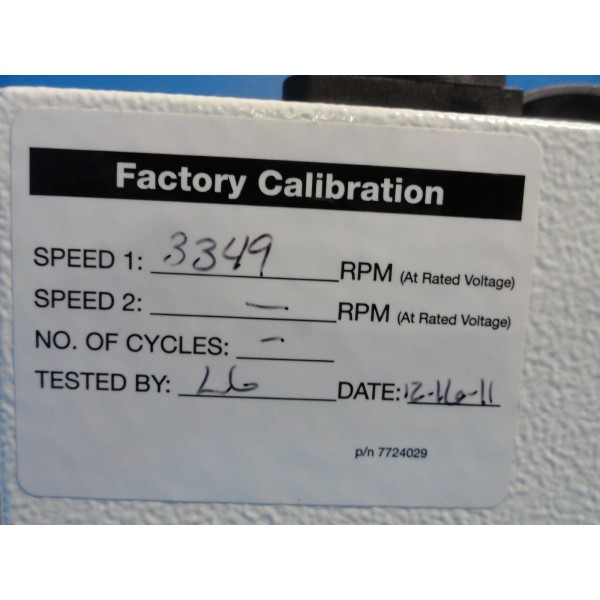 Factory Calibration
SPEED 1: 3349 RPM (At Rated Voltage)
SPEED 2: - RPM (At Rated Voltage)
NO. OF CYCLES: -
TESTED BY: LG DATE: 12-16-11
p/n 7724029